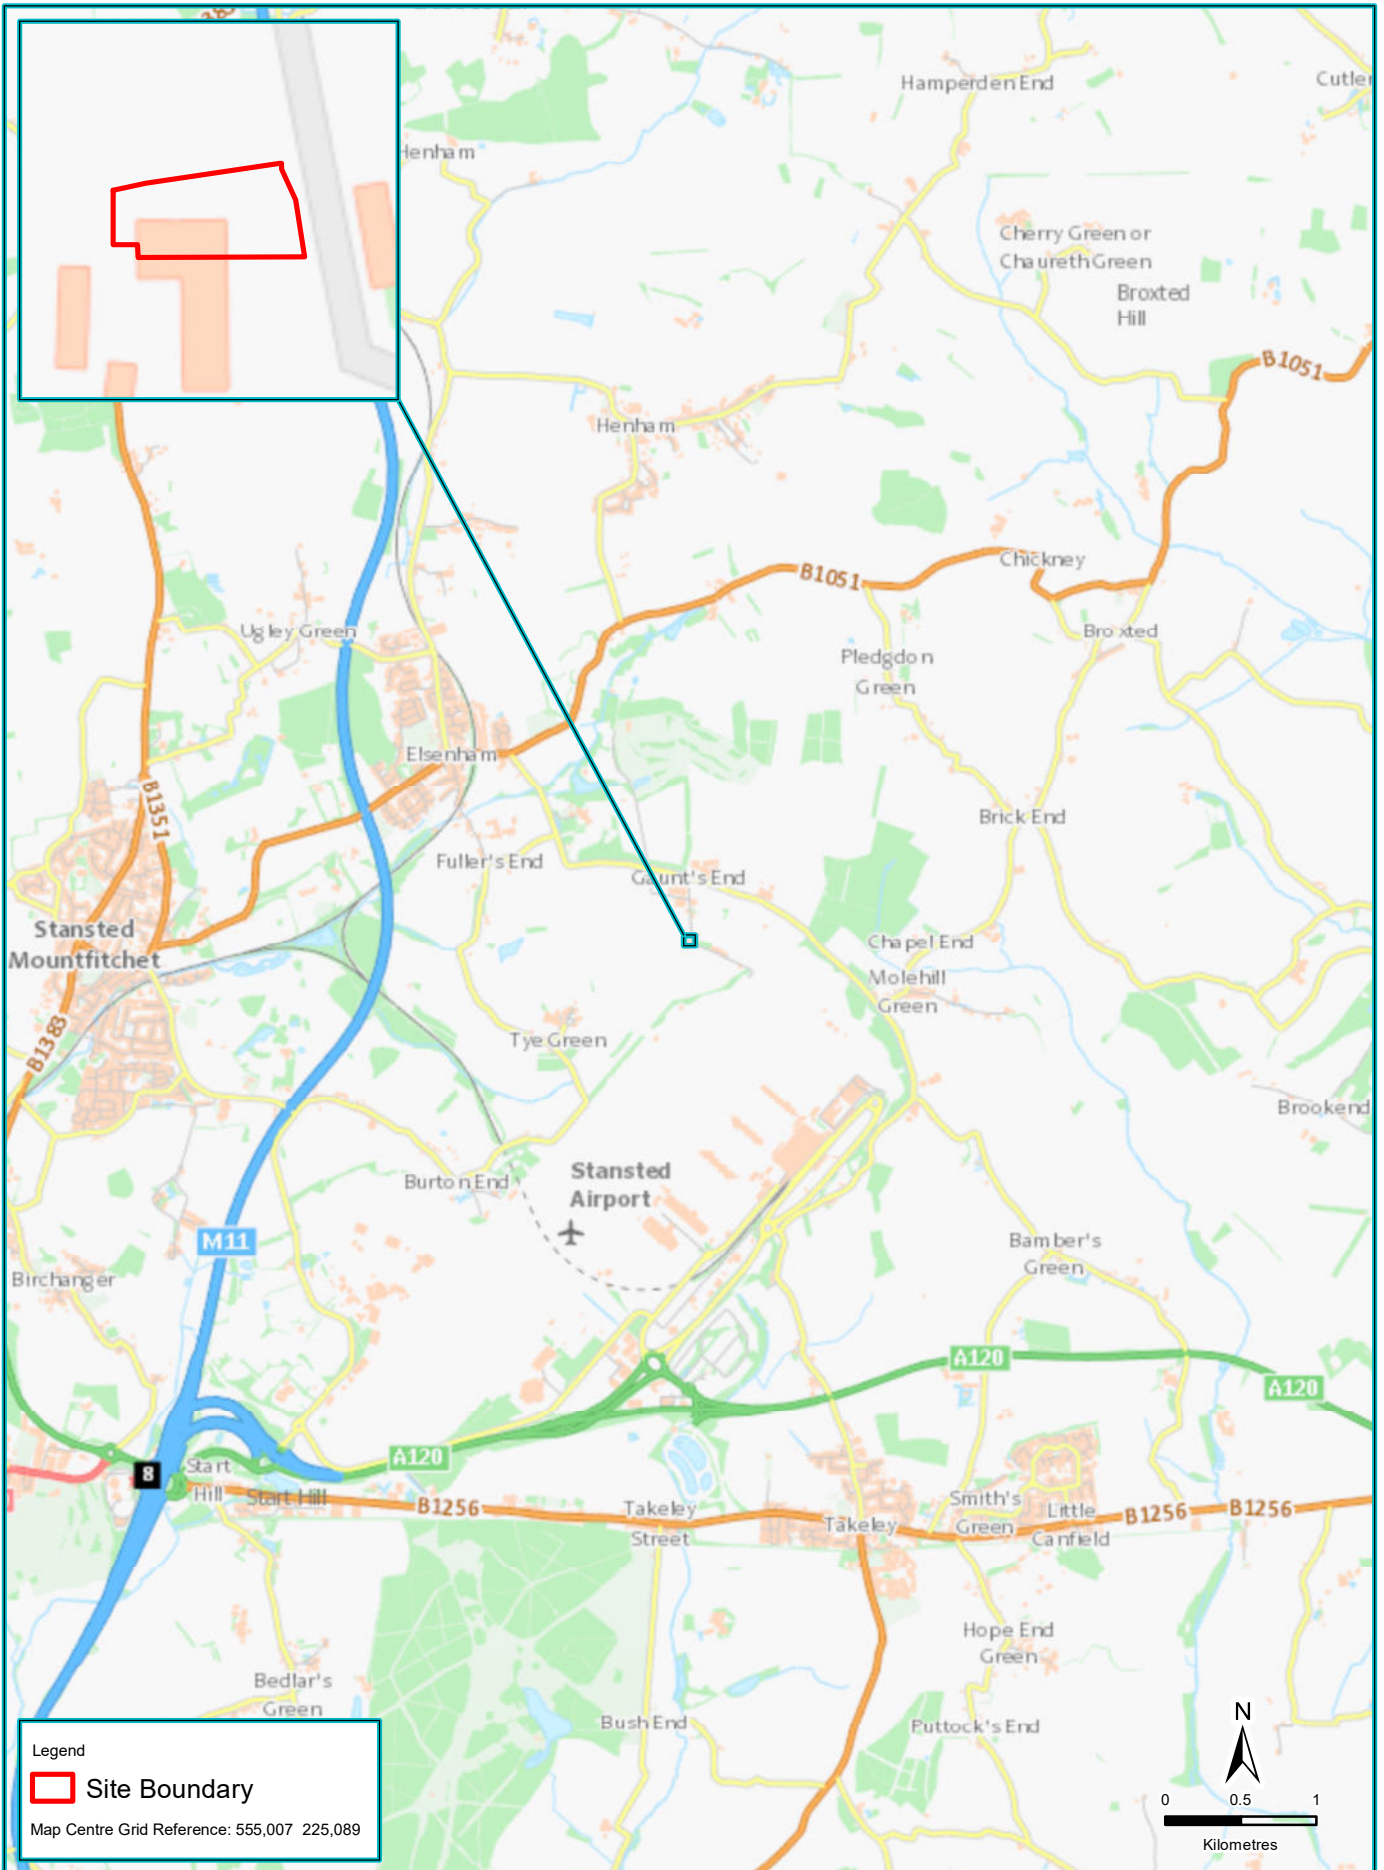 Hamperden End
Cutler
Henham
Cherry Green or
Chaureth Green
Broxted
Hill
B1051
Henham
Chickney
B1051
Ugley Green
Broxted
Pledgdon
Green
Elsenham
B1351
Brick End
Fuller's End
Gaunt's End
Stansted
Mountfitchet
Chapel End
Molehill
Green
B1383
Tye Green
Brookend
Stansted
Airport
Burton End
M11
Bamber's
Green
Birchanger
A120
A120
A120
8
Start
Hill
Start Hill
B1256
Takeley
Street
Takeley
Smith's
Green
Little
Canfield
B1256
B1256
Hope End
Green
Bedlar's
Green
Bush End
Puttock's End
N
Legend
Site Boundary
Map Centre Grid Reference: 555,007 225,089
0 0.5 1
Kilometres